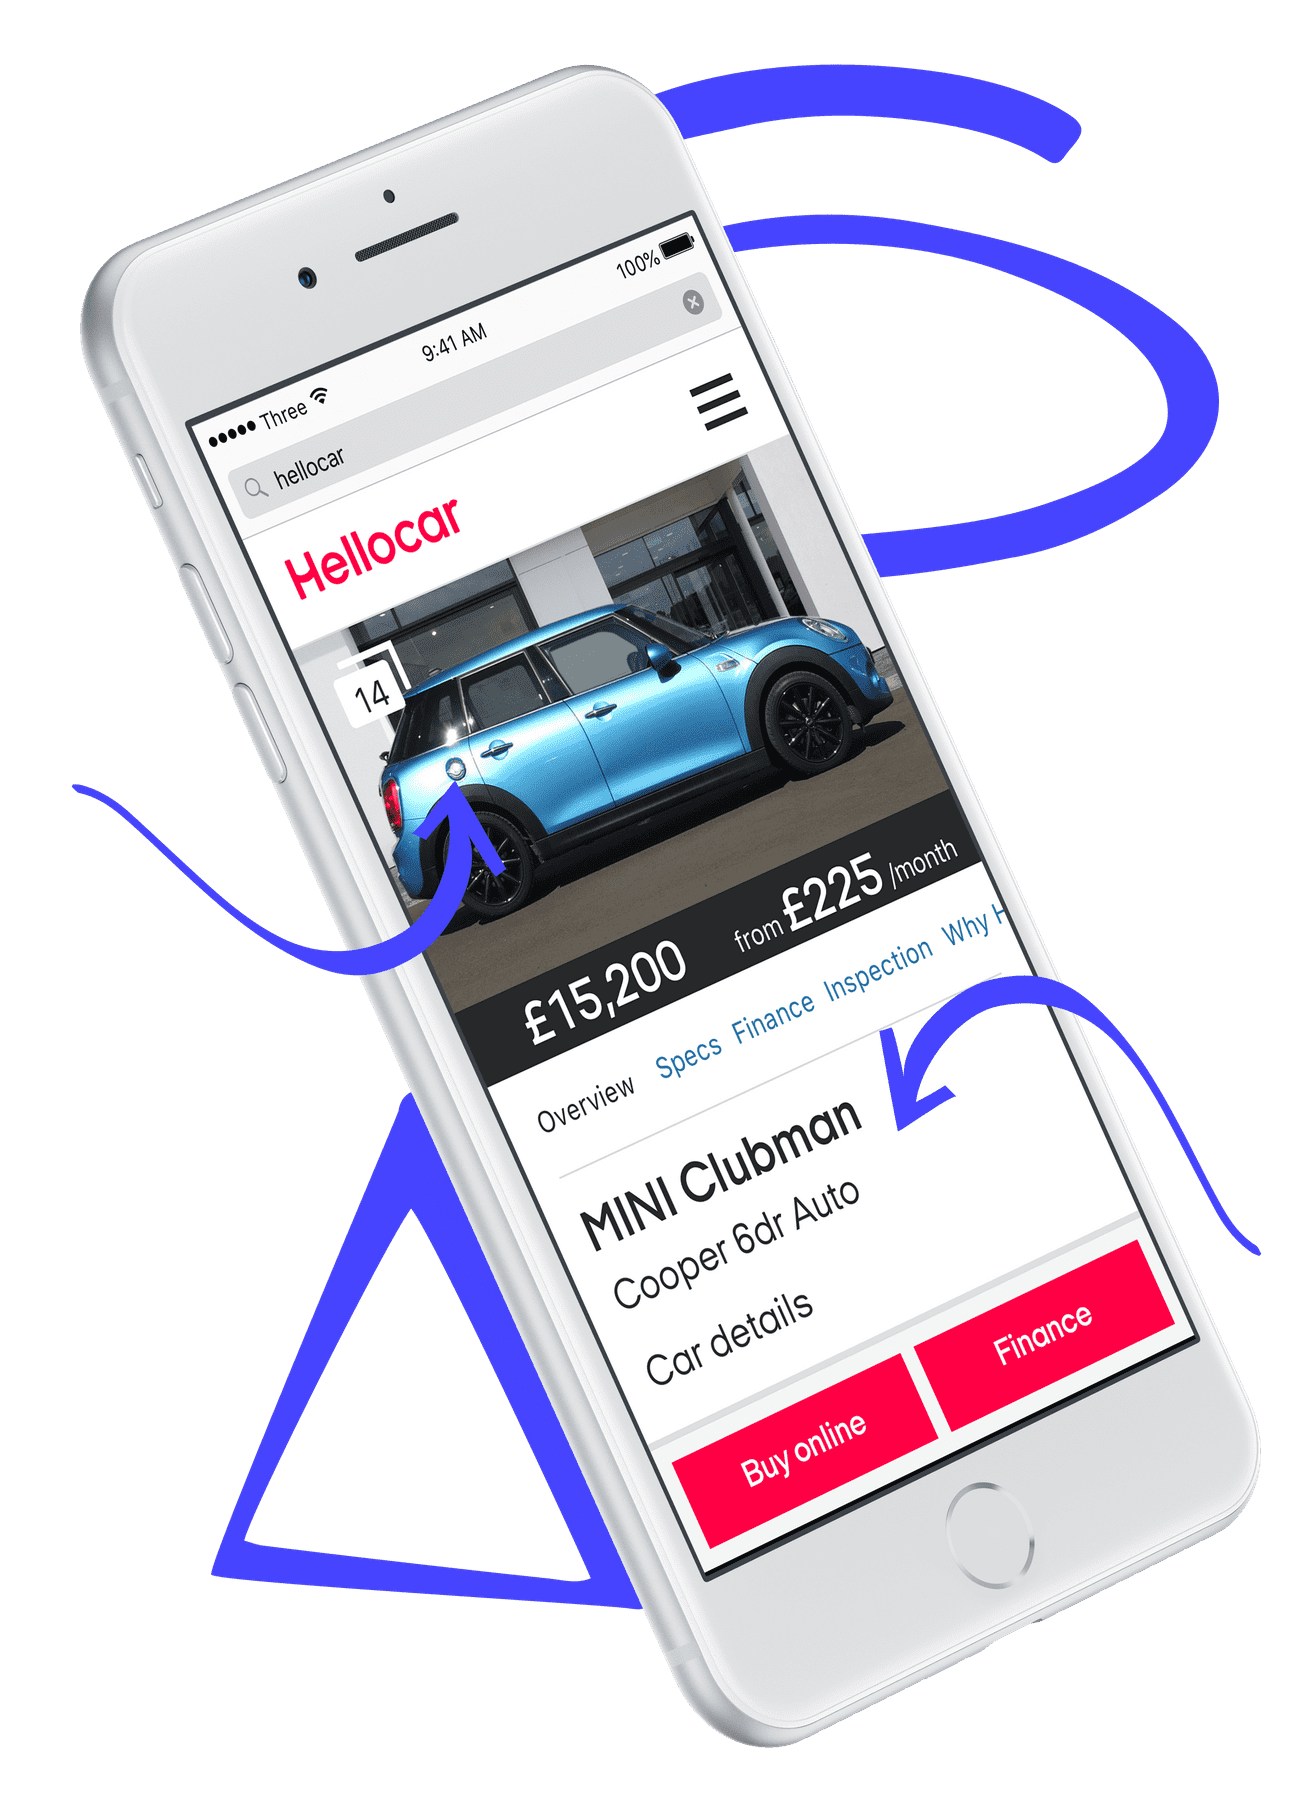 ●●●●● Three 9:41 AM 100%
hellocar
Hellocar
14
£15,200 from £225 /month
Overview Specs Finance Inspection Why H
MINI Clubman
Cooper 6dr Auto
Car details
Buy online Finance